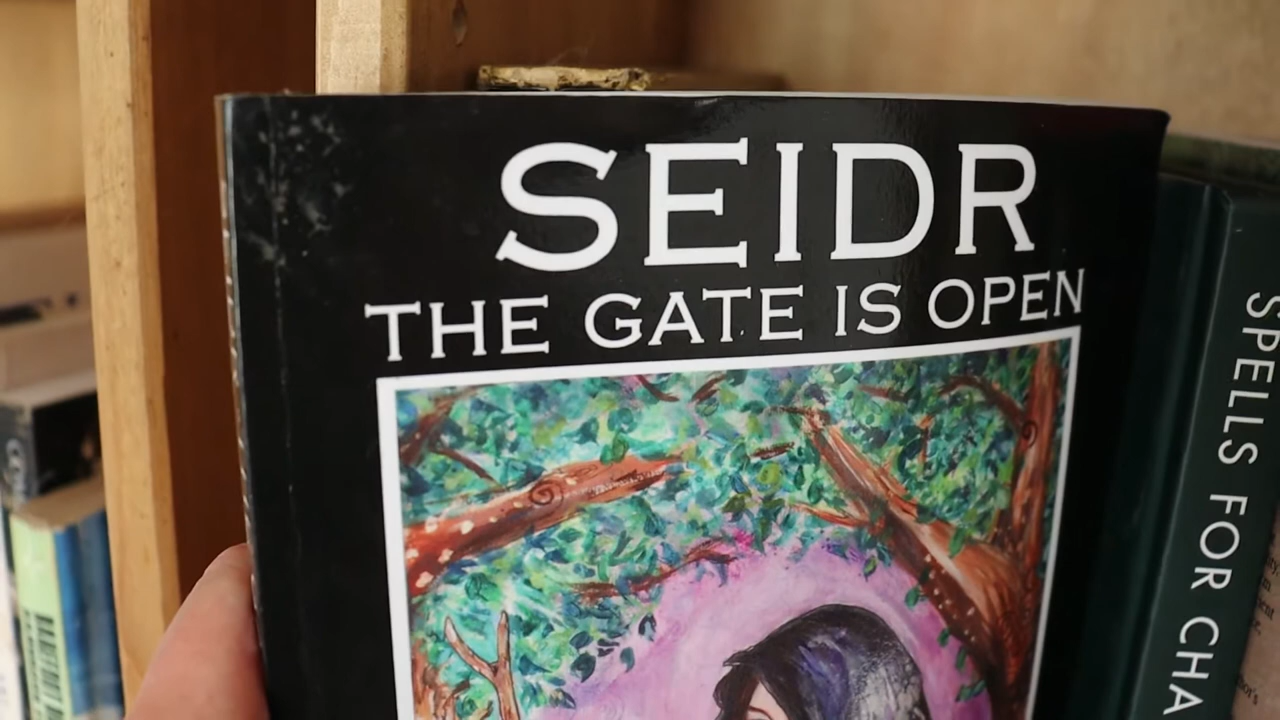 SEIDR
THE GATE IS OPEN
SPELLS FOR CHA